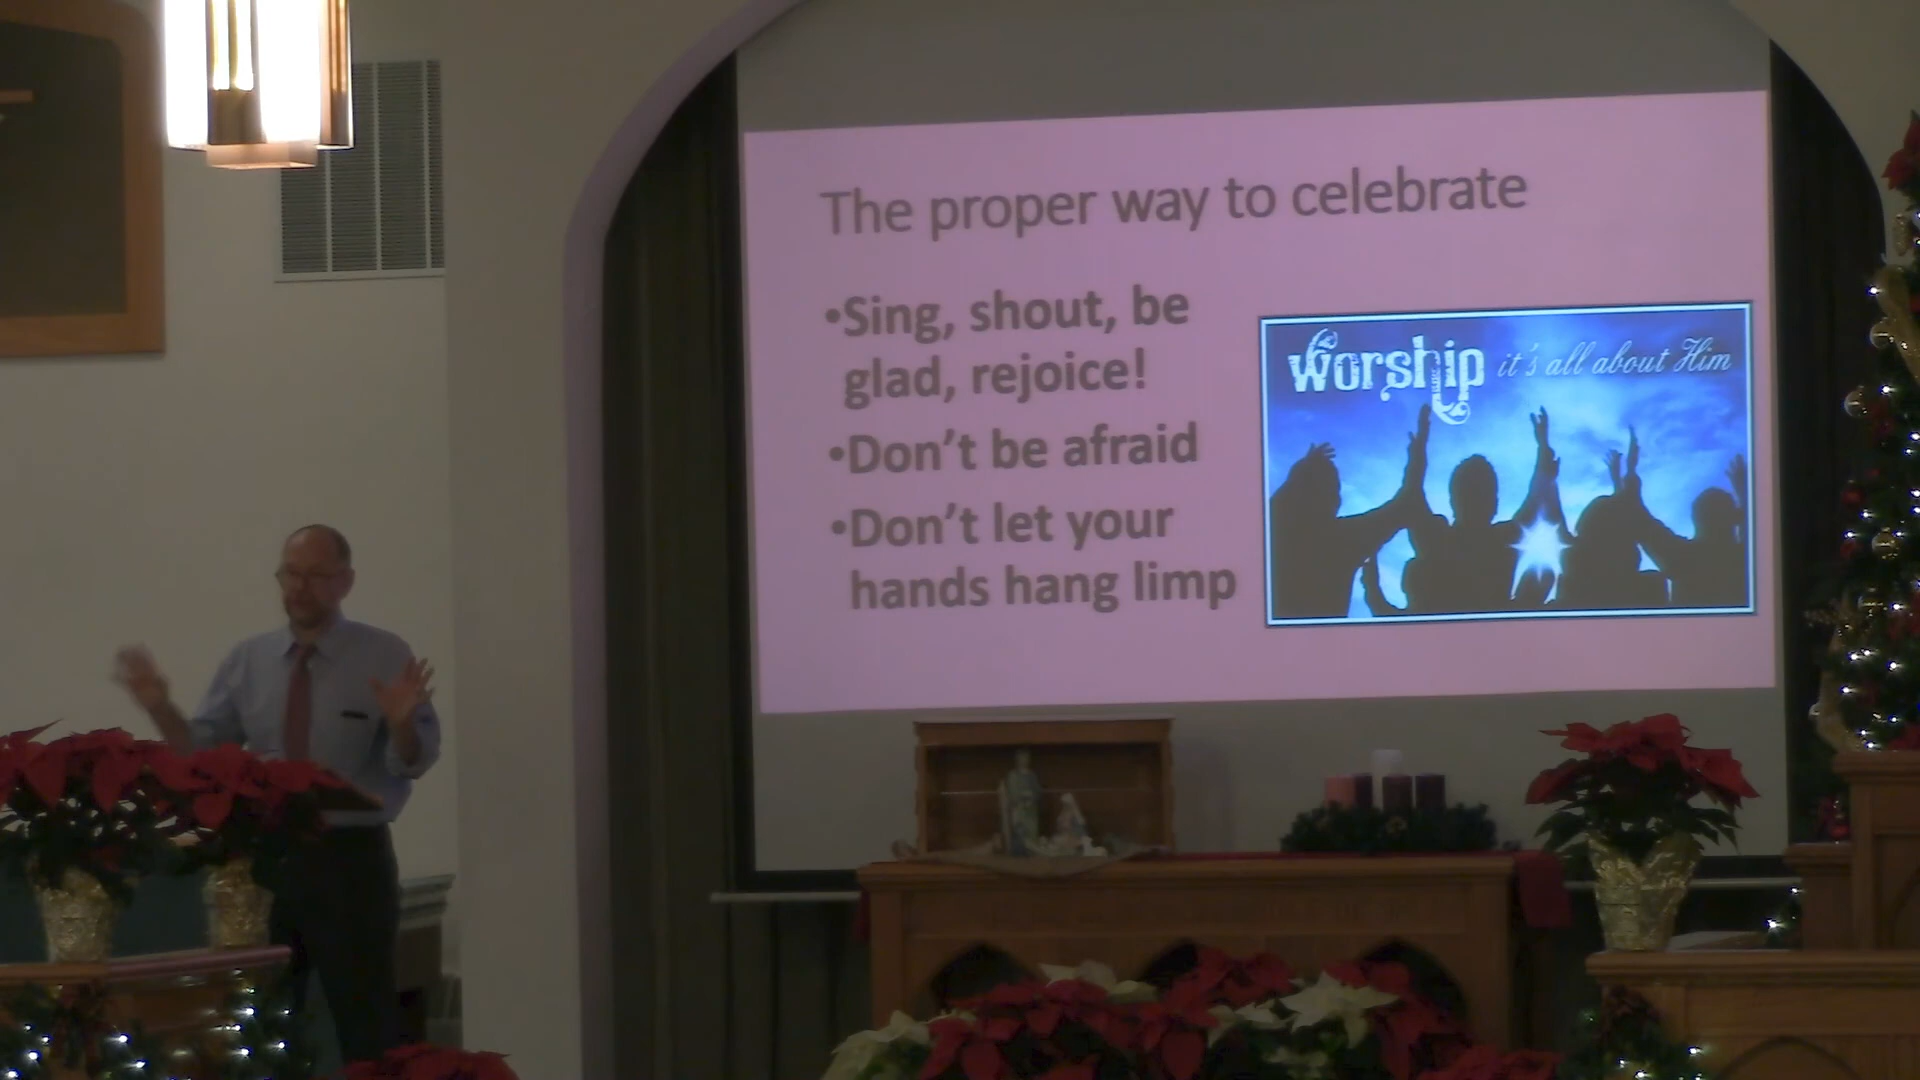 The proper way to celebrate
•Sing, shout, be
glad, rejoice!
•Don't be afraid
•Don't let your
hands hang limp
Worship it's all about Him